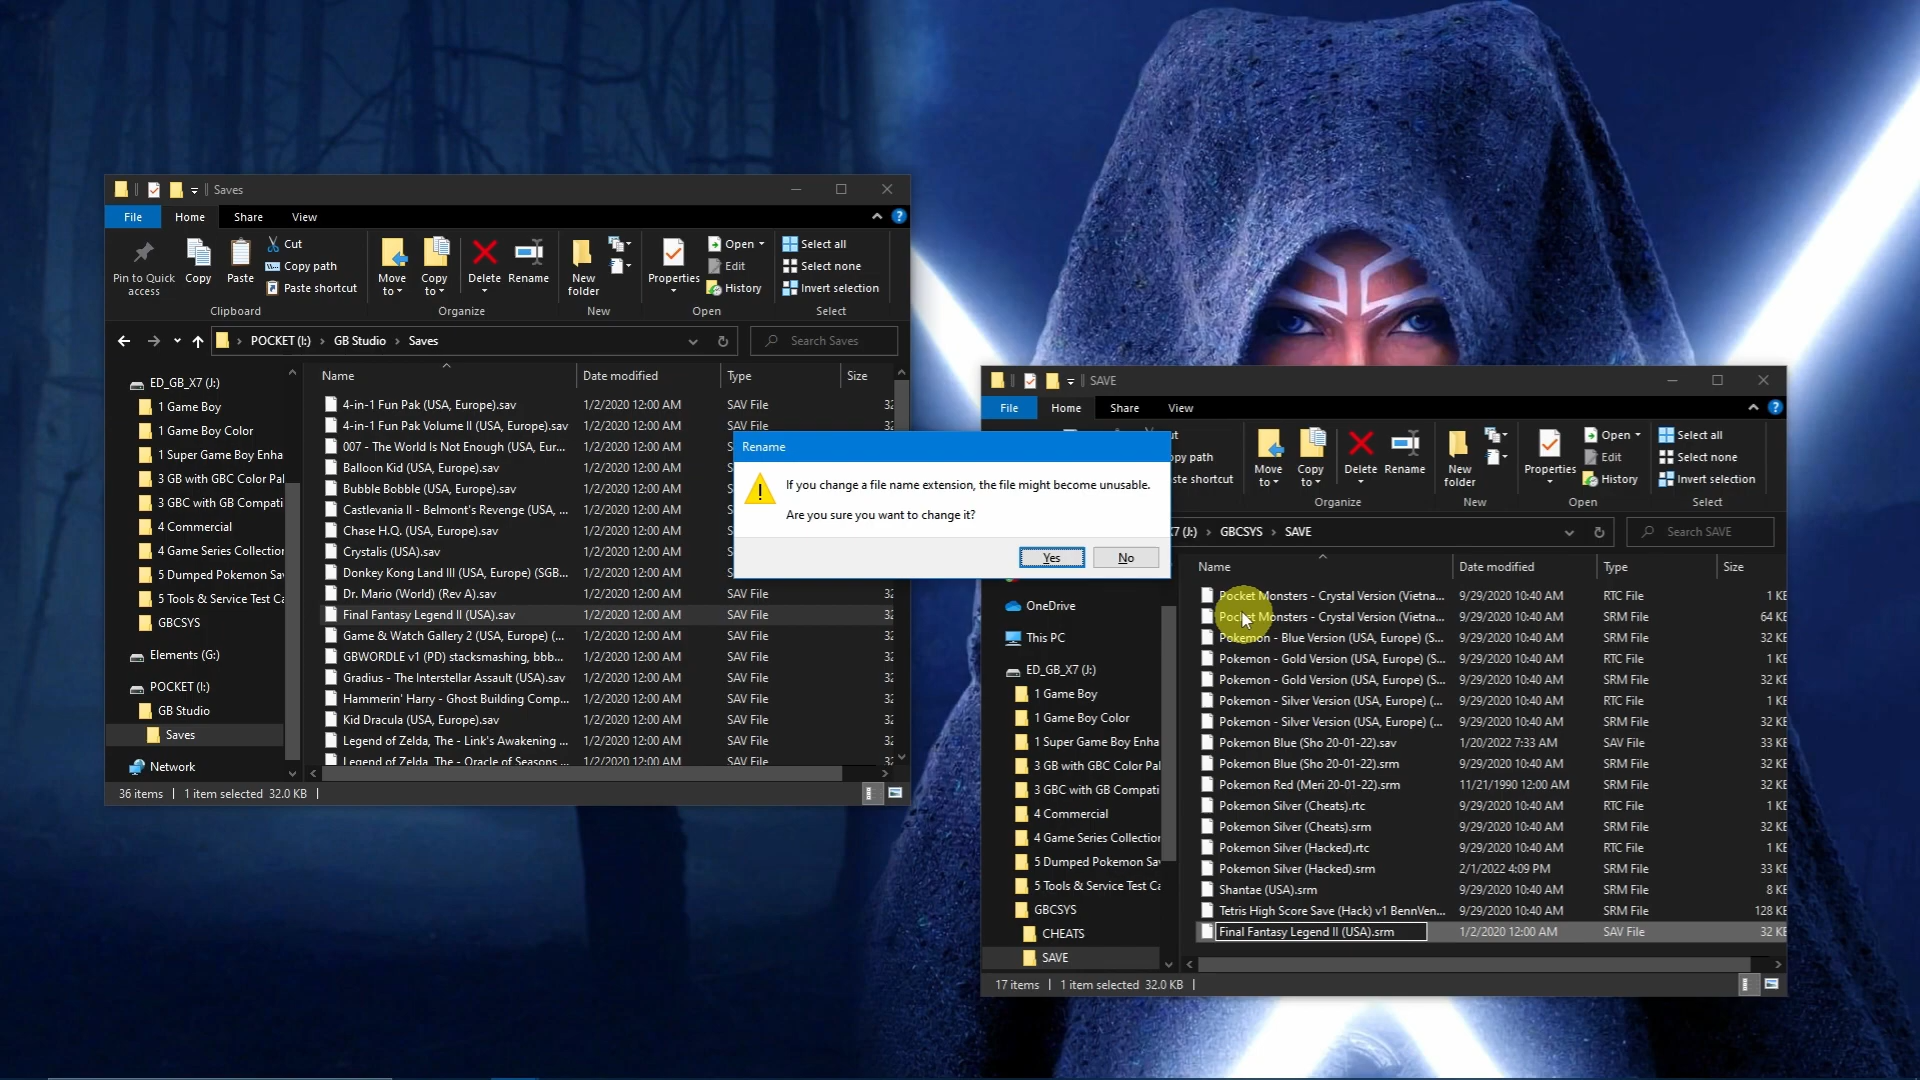 Saves
File
Home
Share
View
Pin to Quick access
Copy
Paste
Cut
Copy path
Paste shortcut
Clipboard
Move to
Copy to
Delete
Rename
Organize
New folder
New
Properties
Open
Edit
History
Open
Select all
Select none
Invert selection
Select
POCKET (I:) › GB Studio › Saves
Search Saves
ED_GB_X7 (J:)
1 Game Boy
1 Game Boy Color
1 Super Game Boy Enha
3 GB with GBC Color Pal
3 GBC with GB Compati
4 Commercial
4 Game Series Collection
5 Dumped Pokemon Sav
5 Tools & Service Test Ca
GBCSYS
Elements (G:)
POCKET (I:)
GB Studio
Saves
Network
Name Date modified Type Size
4-in-1 Fun Pak (USA, Europe).sav 1/2/2020 12:00 AM SAV File 32
4-in-1 Fun Pak Volume II (USA, Europe).sav 1/2/2020 12:00 AM SAV File 32
007 - The World Is Not Enough (USA, Eur... 1/2/2020 12:00 AM S
Balloon Kid (USA, Europe).sav 1/2/2020 12:00 AM S
Bubble Bobble (USA, Europe).sav 1/2/2020 12:00 AM S
Castlevania II - Belmont's Revenge (USA, ... 1/2/2020 12:00 AM S
Chase H.Q. (USA, Europe).sav 1/2/2020 12:00 AM S
Crystalis (USA).sav 1/2/2020 12:00 AM S
Donkey Kong Land III (USA, Europe) (SGB... 1/2/2020 12:00 AM S
Dr. Mario (World) (Rev A).sav 1/2/2020 12:00 AM SAV File 32
Final Fantasy Legend II (USA).sav 1/2/2020 12:00 AM SAV File 32
Game & Watch Gallery 2 (USA, Europe) (... 1/2/2020 12:00 AM SAV File 32
GBWORDLE v1 (PD) stacksmashing, bbb... 1/2/2020 12:00 AM SAV File 32
Gradius - The Interstellar Assault (USA).sav 1/2/2020 12:00 AM SAV File 32
Hammerin' Harry - Ghost Building Comp... 1/2/2020 12:00 AM SAV File 32
Kid Dracula (USA, Europe).sav 1/2/2020 12:00 AM SAV File 32
Legend of Zelda, The - Link's Awakening ... 1/2/2020 12:00 AM SAV File 32
Legend of Zelda, The - Oracle of Seasons ... 1/2/2020 12:00 AM SAV File 32
36 items 1 item selected 32.0 KB
Rename
If you change a file name extension, the file might become unusable.
Are you sure you want to change it?
Yes
No
SAVE
File
Home
Share
View
ut
py path
ste shortcut
Move to
Copy to
Delete
Rename
Organize
New folder
New
Properties
Open
Edit
History
Open
Select all
Select none
Invert selection
Select
X7 (J:) › GBCSYS › SAVE
Search SAVE
OneDrive
This PC
ED_GB_X7 (J:)
1 Game Boy
1 Game Boy Color
1 Super Game Boy Enha
3 GB with GBC Color Pal
3 GBC with GB Compati
4 Commercial
4 Game Series Collection
5 Dumped Pokemon Sav
5 Tools & Service Test Ca
GBCSYS
CHEATS
SAVE
Name Date modified Type Size
Pocket Monsters - Crystal Version (Vietna... 9/29/2020 10:40 AM RTC File 1 KB
Pocket Monsters - Crystal Version (Vietna... 9/29/2020 10:40 AM SRM File 64 KB
Pokemon - Blue Version (USA, Europe) (S... 9/29/2020 10:40 AM SRM File 32 KB
Pokemon - Gold Version (USA, Europe) (S... 9/29/2020 10:40 AM RTC File 1 KB
Pokemon - Gold Version (USA, Europe) (S... 9/29/2020 10:40 AM SRM File 32 KB
Pokemon - Silver Version (USA, Europe) (... 9/29/2020 10:40 AM RTC File 1 KB
Pokemon - Silver Version (USA, Europe) (... 9/29/2020 10:40 AM SRM File 32 KB
Pokemon Blue (Sho 20-01-22).sav 1/20/2022 7:33 AM SAV File 33 KB
Pokemon Blue (Sho 20-01-22).srm 9/29/2020 10:40 AM SRM File 32 KB
Pokemon Red (Meri 20-01-22).srm 11/21/1990 12:00 AM SRM File 32 KB
Pokemon Silver (Cheats).rtc 9/29/2020 10:40 AM RTC File 1 KB
Pokemon Silver (Cheats).srm 9/29/2020 10:40 AM SRM File 32 KB
Pokemon Silver (Hacked).rtc 9/29/2020 10:40 AM RTC File 1 KB
Pokemon Silver (Hacked).srm 2/1/2022 4:09 PM SRM File 33 KB
Shantae (USA).srm 9/29/2020 10:40 AM SRM File 8 KB
Tetris High Score Save (Hack) v1 BennVen... 9/29/2020 10:40 AM SRM File 128 KB
Final Fantasy Legend II (USA).srm 1/2/2020 12:00 AM SAV File 32 KB
17 items 1 item selected 32.0 KB